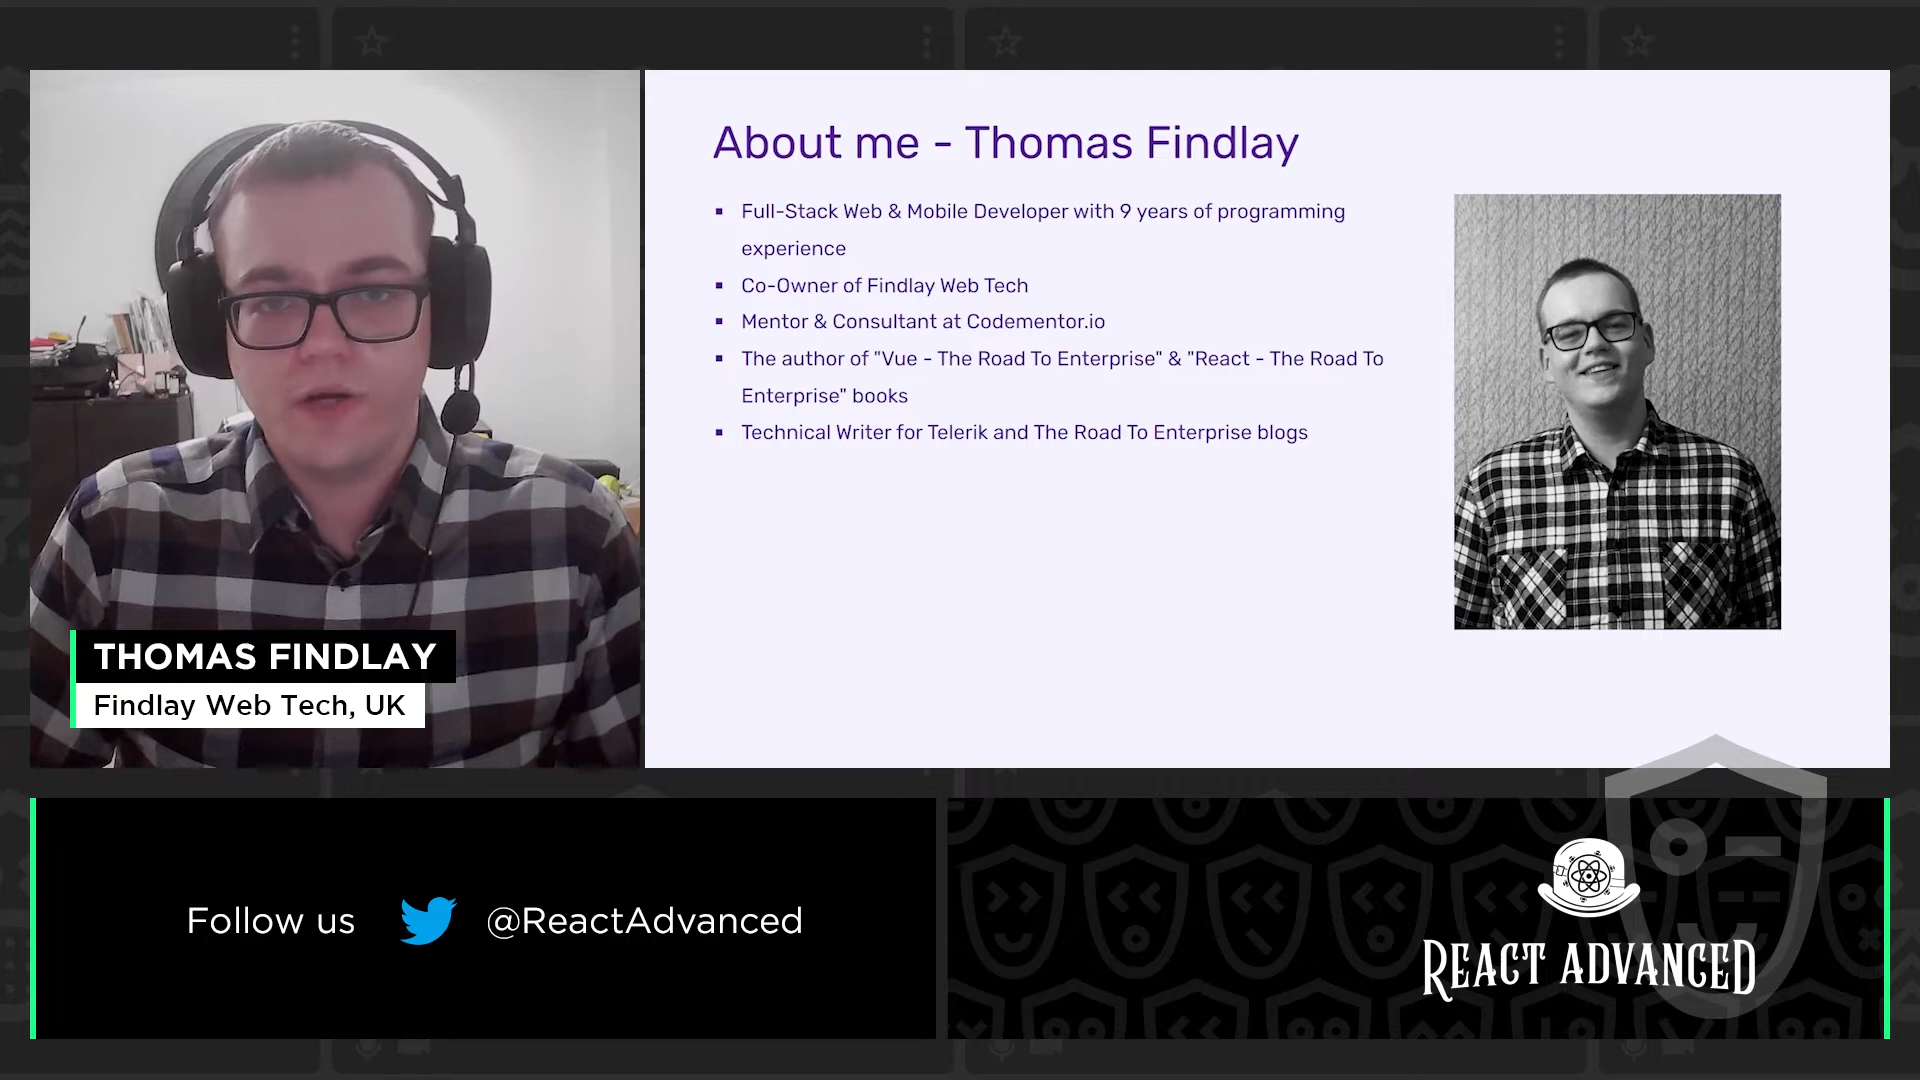 About me - Thomas Findlay
▪ Full-Stack Web & Mobile Developer with 9 years of programming
experience
▪ Co-Owner of Findlay Web Tech
▪ Mentor & Consultant at Codementor.io
▪ The author of "Vue - The Road To Enterprise" & "React - The Road To
Enterprise" books
▪ Technical Writer for Telerik and The Road To Enterprise blogs
THOMAS FINDLAY
Findlay Web Tech, UK
Follow us @ReactAdvanced
REACT ADVANCED